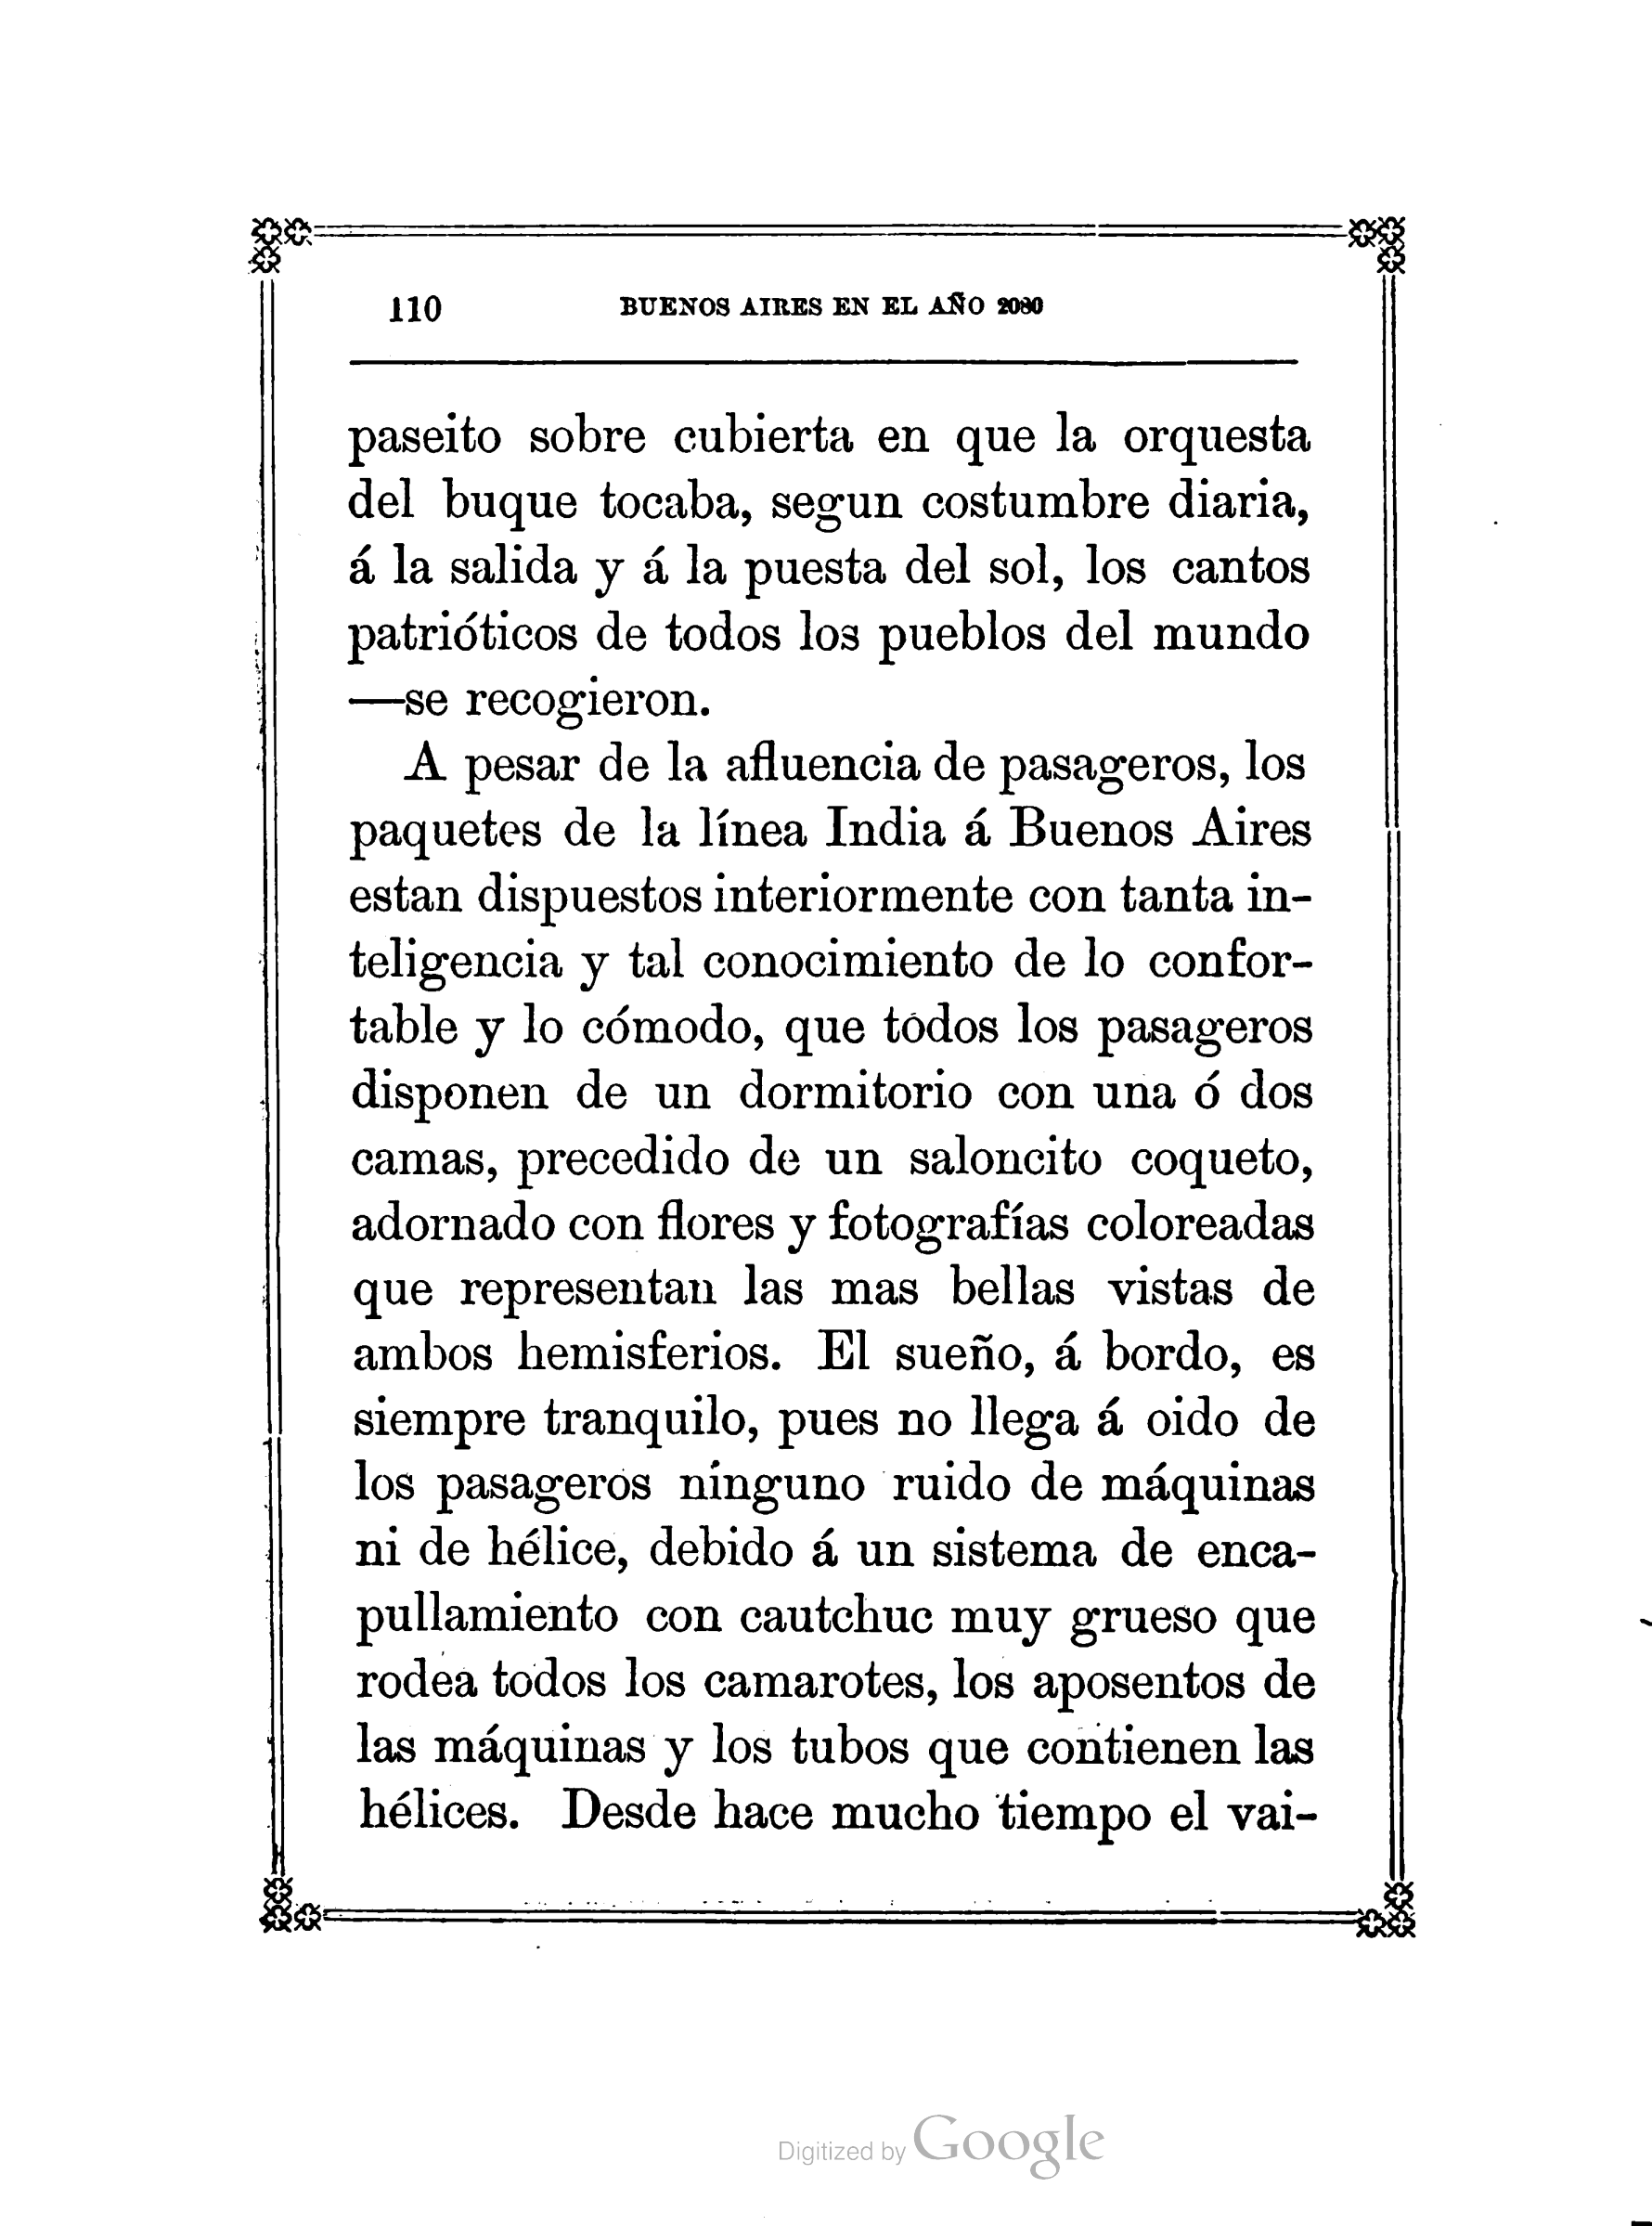 110 BUENOS AIRES EN EL AÑO 2080
paseito sobre cubierta en que la orquesta
del buque tocaba, segun costumbre diaria,
á la salida y á la puesta del sol, los cantos
patrióticos de todos los pueblos del mundo
—se recogieron.
A pesar de la afluencia de pasageros, los
paquetes de la línea India á Buenos Aires
estan dispuestos interiormente con tanta in-
teligencia y tal conocimiento de lo confor-
table y lo cómodo, que todos los pasageros
disponen de un dormitorio con una ó dos
camas, precedido de un saloncito coqueto,
adornado con flores y fotografías coloreadas
que representan las mas bellas vistas de
ambos hemisferios. El sueño, á bordo, es
siempre tranquilo, pues no llega á oido de
los pasageros ninguno ruido de máquinas
ni de hélice, debido á un sistema de enca-
pullamiento con cautchuc muy grueso que
rodea todos los camarotes, los aposentos de
las máquinas y los tubos que contienen las
hélices. Desde hace mucho tiempo el vai-
Digitized by Google